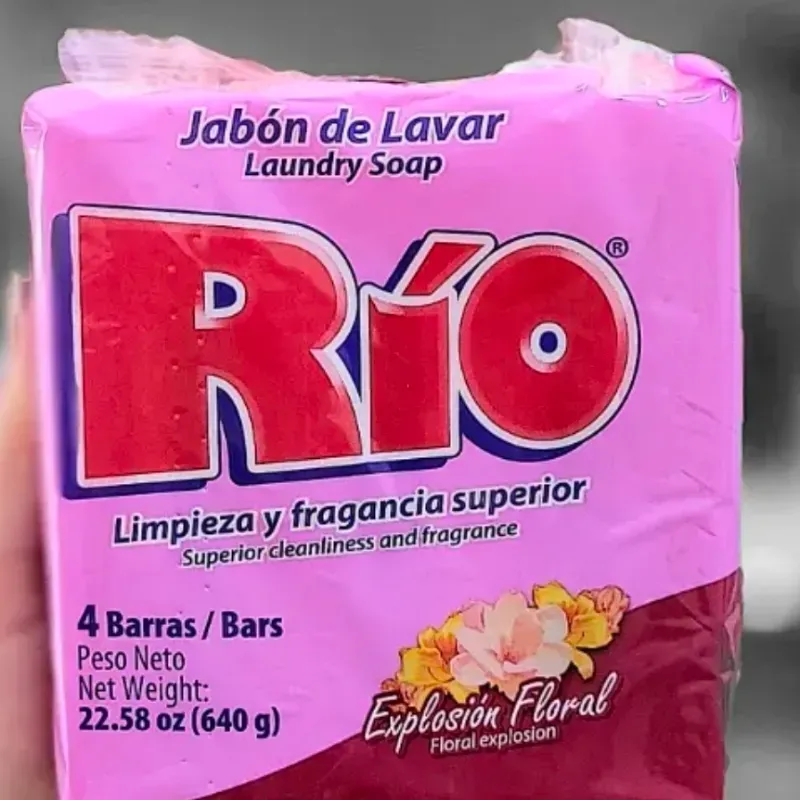 Jabón de Lavar
Laundry Soap
Río®
Limpieza y fragancia superior
Superior cleanliness and fragrance
4 Barras / Bars
Peso Neto
Net Weight:
22.58 oz (640 g)
Explosión Floral
Floral explosion